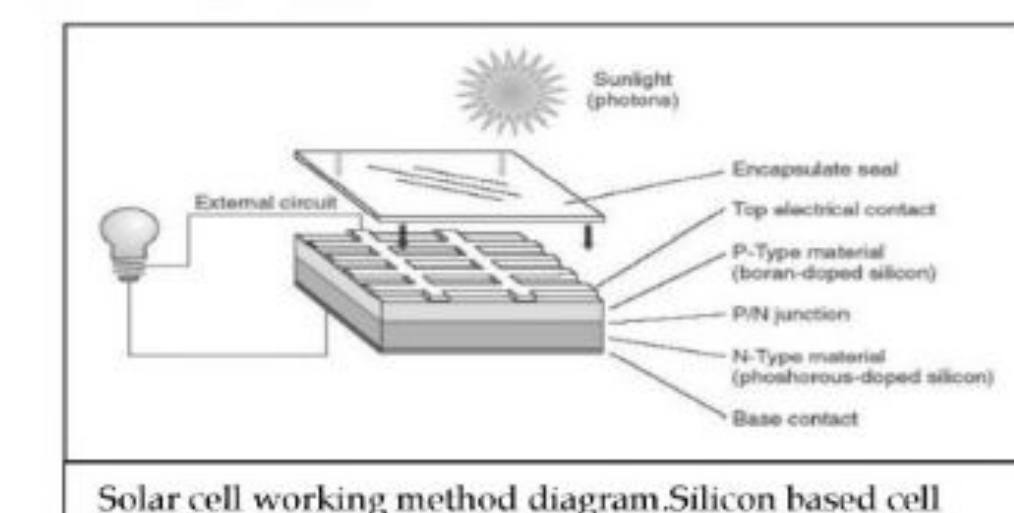 Sunlight
(photona)
Encapsulate seal
External circuit
Top electrical contact
P-Type material
(boran-doped silicon)
P/N junction
N-Type material
(phoshorous-doped silicon)
Base contact
Solar cell working method diagram.Silicon based cell